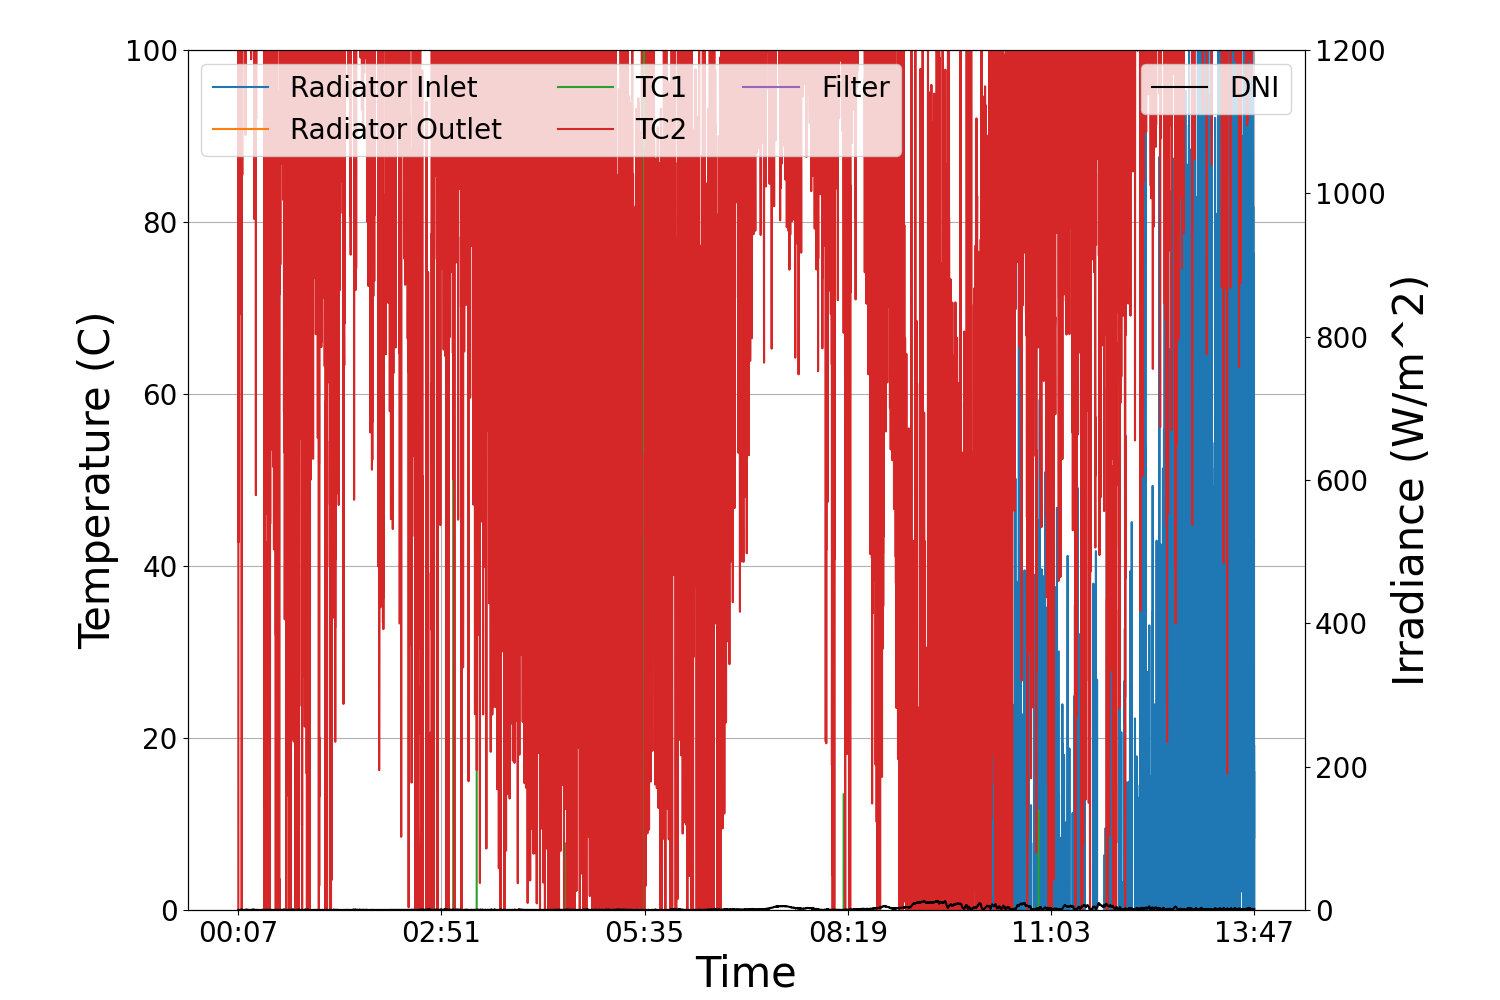 100
80
60
40
20
0
Temperature (C)
Radiator Inlet
Radiator Outlet
TC1
TC2
Filter
DNI
1200
1000
800
600
400
200
0
Irradiance (W/m^2)
00:07
02:51
05:35
08:19
11:03
13:47
Time